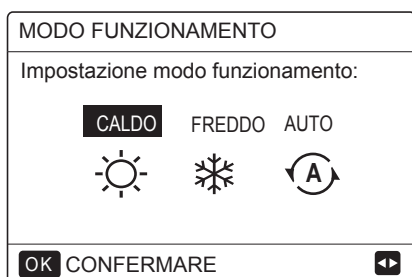 MODO FUNZIONAMENTO
Impostazione modo funzionamento:
CALDO FREDDO AUTO
A
OK CONFERMARE